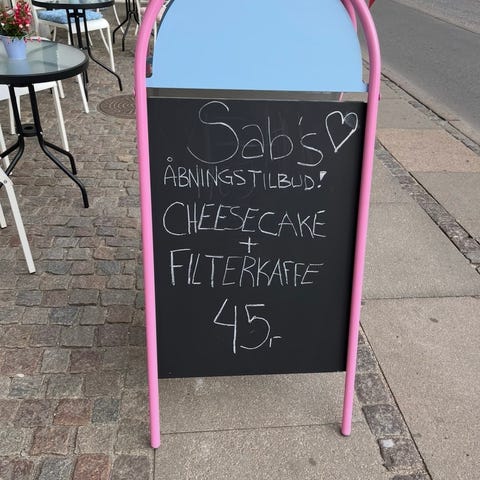 Sab's
ÅBNINGSTILBUD!
CHEESECAKE
+
FILTERKAFFE
45,-